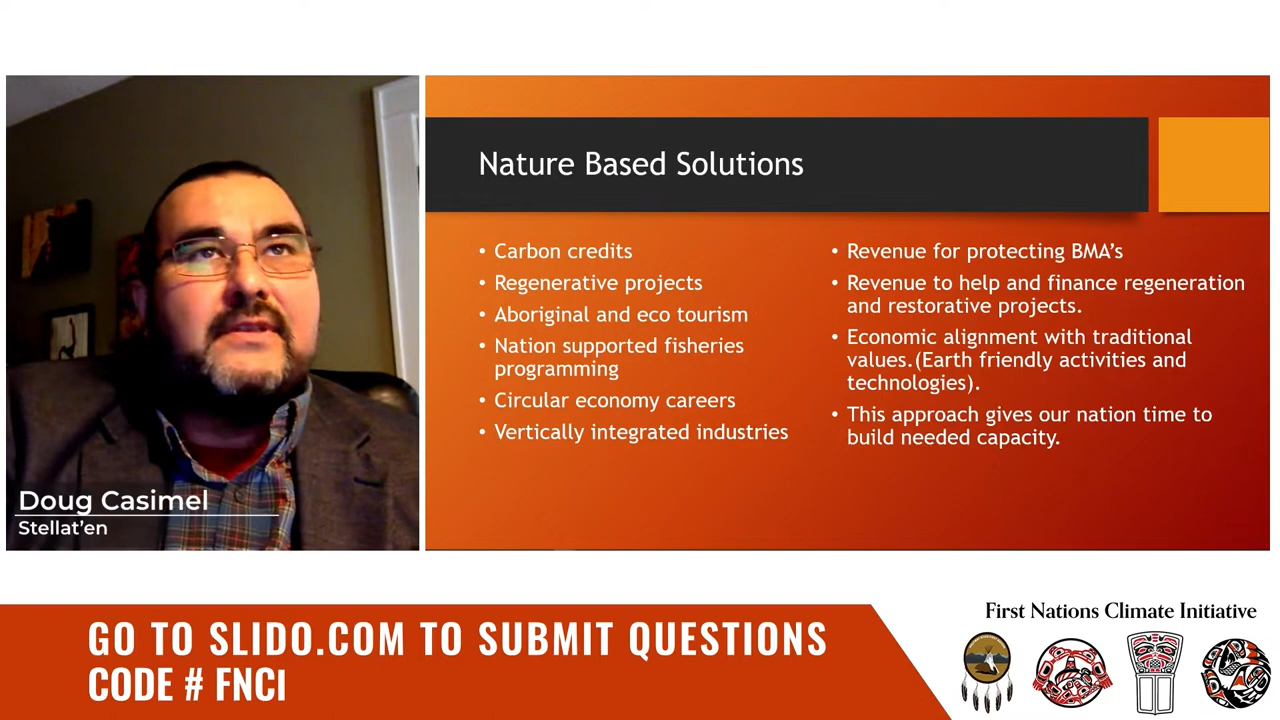 Nature Based Solutions
• Carbon credits
• Regenerative projects
• Aboriginal and eco tourism
• Nation supported fisheries
programming
• Circular economy careers
• Vertically integrated industries
• Revenue for protecting BMA’s
• Revenue to help and finance regeneration
and restorative projects.
• Economic alignment with traditional
values.(Earth friendly activities and
technologies).
• This approach gives our nation time to
build needed capacity.
Doug Casimel
Stellat’en
GO TO SLIDO.COM TO SUBMIT QUESTIONS
CODE # FNCI
First Nations Climate Initiative